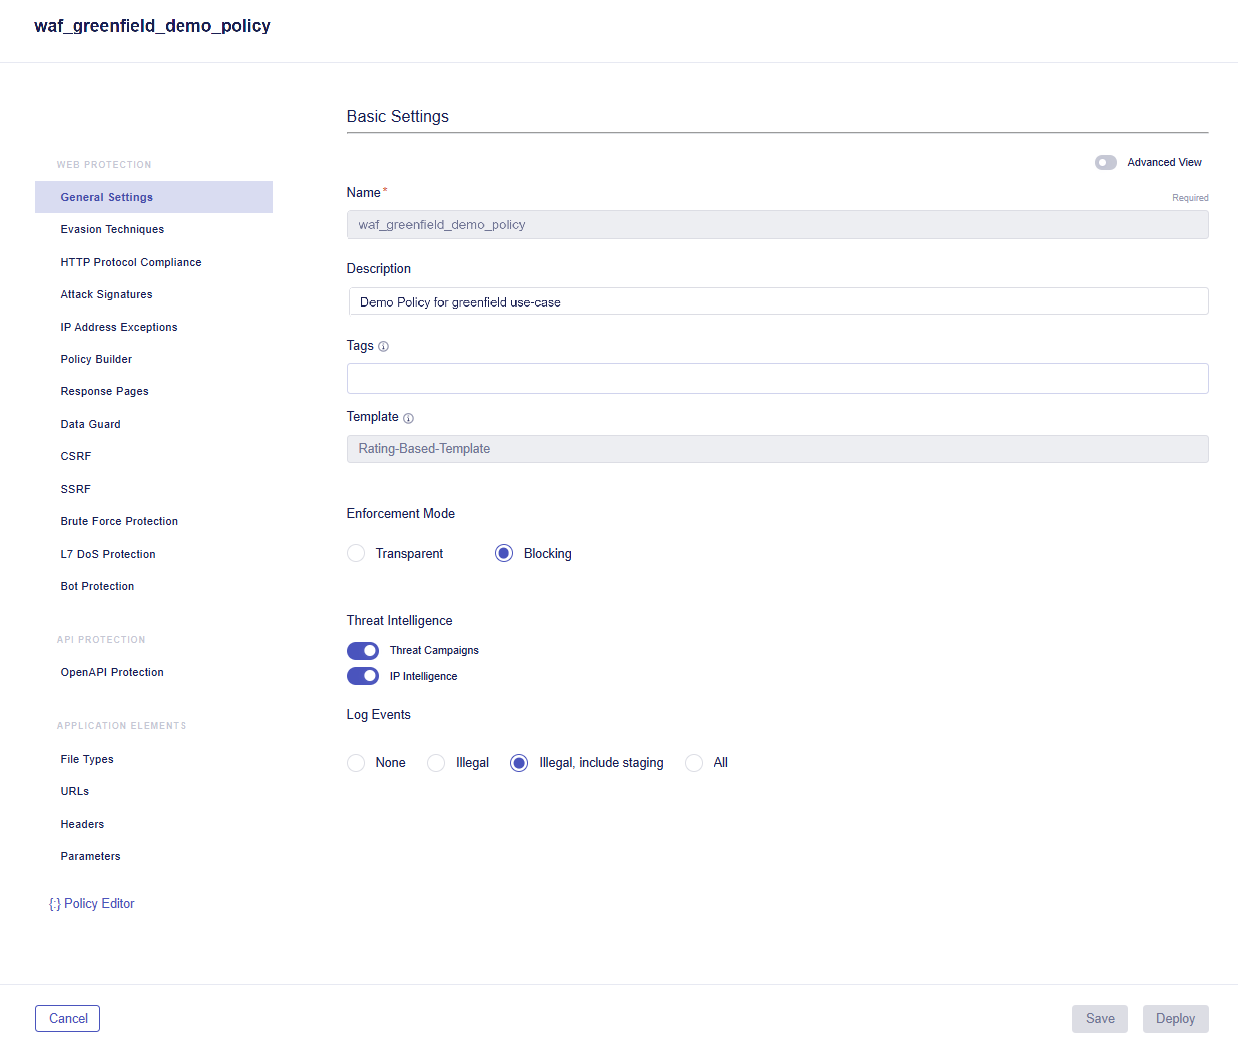 waf_greenfield_demo_policy
Basic Settings
Advanced View
WEB PROTECTION
General Settings
Evasion Techniques
HTTP Protocol Compliance
Attack Signatures
IP Address Exceptions
Policy Builder
Response Pages
Data Guard
CSRF
SSRF
Brute Force Protection
L7 DoS Protection
Bot Protection
API PROTECTION
OpenAPI Protection
APPLICATION ELEMENTS
File Types
URLs
Headers
Parameters
{:} Policy Editor
Name*
Required
waf_greenfield_demo_policy
Description
Demo Policy for greenfield use-case
Tags
Template
Rating-Based-Template
Enforcement Mode
Transparent Blocking
Threat Intelligence
Threat Campaigns
IP Intelligence
Log Events
None Illegal Illegal, include staging All
Cancel Save Deploy